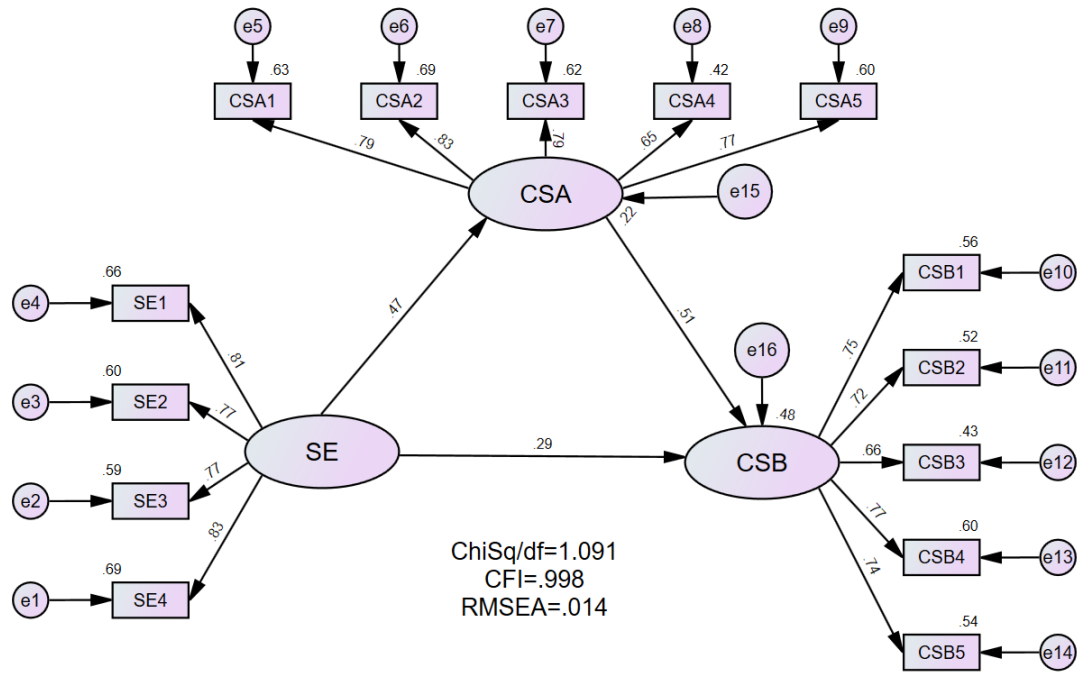 e5 e6 e7 e8 e9
.63 .69 .62 .42 .60
CSA1 CSA2 CSA3 CSA4 CSA5
.79 .83 .79 .65 .77
CSA
e15
.22
.56
CSB1 e10
.66
e4 SE1
.47 .51
.81
e16
.75
.52
CSB2 e11
.60
e3 SE2
.77
.72
.48
.43
SE .29 CSB .66 CSB3 e12
.59
.77
e2 SE3
.77
.60
CSB4 e13
.83
.74
ChiSq/df=1.091
CFI=.998
RMSEA=.014
.69
e1 SE4
.54
CSB5 e14